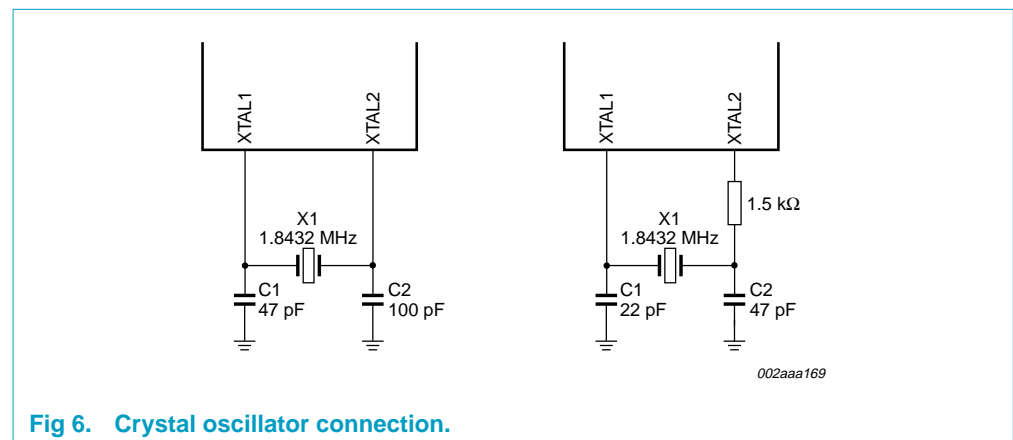 XTAL1
XTAL2
X1
1.8432 MHz
C1
47 pF
C2
100 pF
XTAL1
XTAL2
1.5 kΩ
X1
1.8432 MHz
C1
22 pF
C2
47 pF
002aaa169
Fig 6. Crystal oscillator connection.